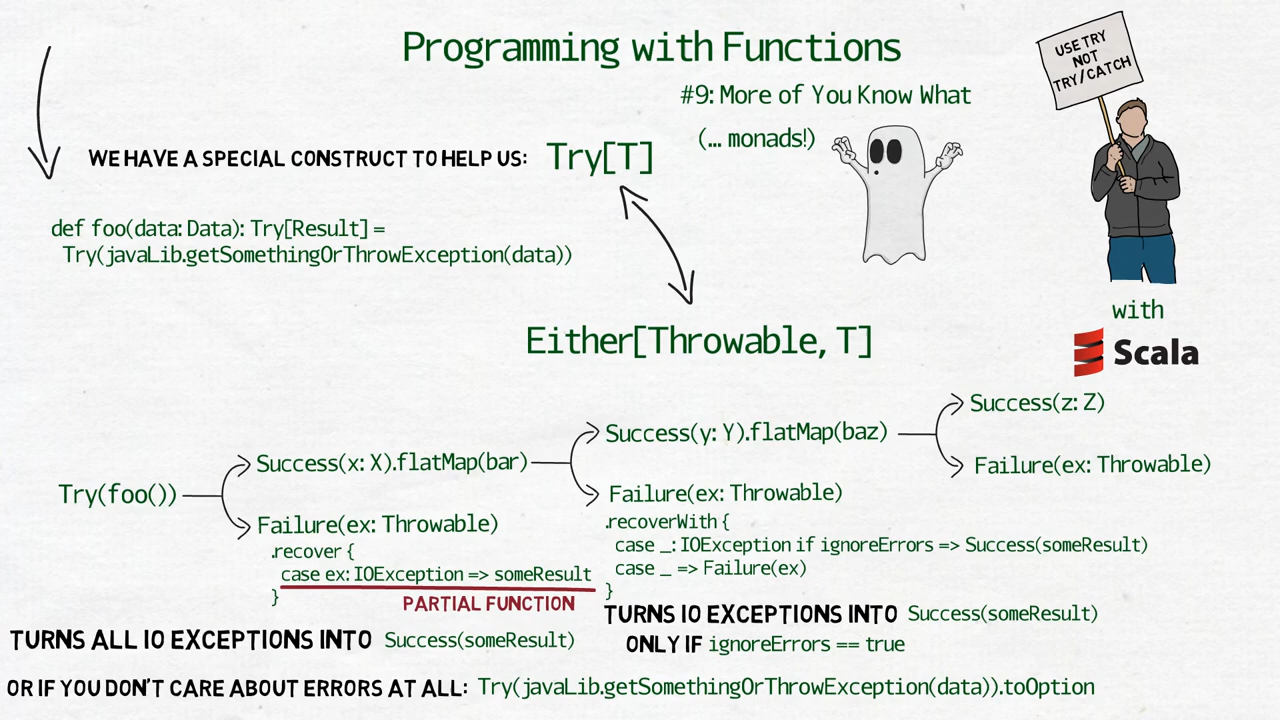 Programming with Functions
#9: More of You Know What
(... monads!)
USE TRY
NOT
TRY/CATCH
WE HAVE A SPECIAL CONSTRUCT TO HELP US: Try[T]
def foo(data: Data): Try[Result] =
Try(javaLib.getSomethingOrThrowException(data))
Either[Throwable, T]
with
Scala
Try(foo())
Success(x: X).flatMap(bar)
Failure(ex: Throwable)
.recover {
case ex: IOException => someResult
}
PARTIAL FUNCTION
TURNS ALL IO EXCEPTIONS INTO Success(someResult)
Success(y: Y).flatMap(baz)
Failure(ex: Throwable)
.recoverWith {
case _: IOException if ignoreErrors => Success(someResult)
case _ => Failure(ex)
}
TURNS IO EXCEPTIONS INTO Success(someResult)
ONLY IF ignoreErrors == true
Success(z: Z)
Failure(ex: Throwable)
OR IF YOU DON'T CARE ABOUT ERRORS AT ALL: Try(javaLib.getSomethingOrThrowException(data)).toOption